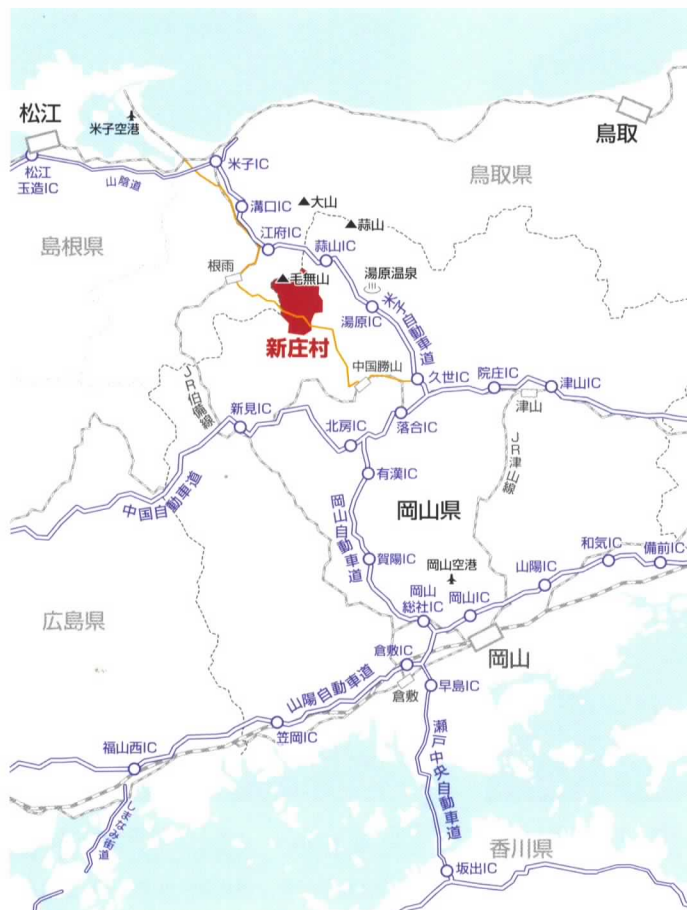 松江
米子空港
鳥取
松江
玉造IC
山陰道
米子IC
鳥取県
溝口IC
▲大山
▲蒜山
島根県
江府IC
蒜山IC
根雨
▲毛無山
湯原温泉
湯原IC
米子自動車道
新庄村
中国勝山
久世IC
院庄IC
津山IC
津山
JR伯備線
新見IC
北房IC
落合IC
JR津山線
有漢IC
中国自動車道
岡山自動車道
岡山県
賀陽IC
岡山空港
和気IC
備前IC
山陽IC
岡山
総社IC
岡山IC
広島県
岡山
倉敷IC
倉敷
早島IC
山陽自動車道
笠岡IC
福山西IC
瀬戸中央自動車道
しまなみ街道
香川県
坂出IC